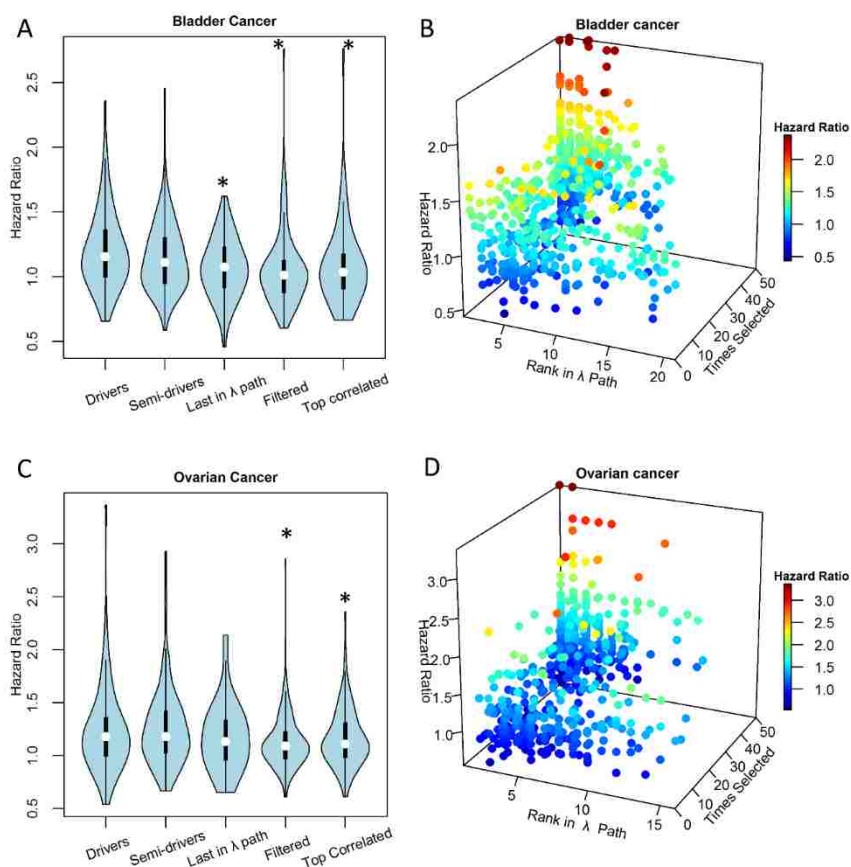 A
Bladder Cancer
Hazard Ratio
2.5
2.0
1.5
1.0
0.5
*
*
*
Drivers
Semi-drivers
Last in λ path
Filtered
Top correlated
B
Bladder cancer
Hazard Ratio
2.0
1.5
1.0
0.5
5
10
15
20
Rank in λ Path
0
10
20
30
40
50
Times Selected
Hazard Ratio
2.0
1.5
1.0
0.5
C
Ovarian Cancer
Hazard Ratio
3.0
2.5
2.0
1.5
1.0
0.5
*
*
Drivers
Semi-drivers
Last in λ path
Filtered
Top Correlated
D
Ovarian cancer
Hazard Ratio
3.0
2.5
2.0
1.5
1.0
5
10
15
Rank in λ Path
0
10
20
30
40
50
Times Selected
Hazard Ratio
3.0
2.5
2.0
1.5
1.0